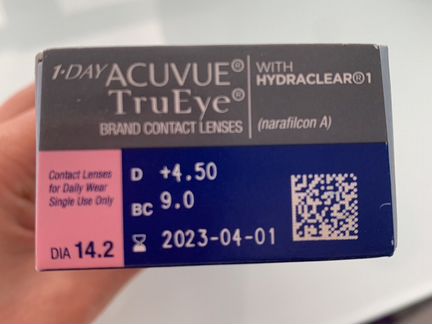 1·DAY ACUVUE® WITH
TruEye® HYDRACLEAR®1
BRAND CONTACT LENSES (narafilcon A)
Contact Lenses
for Daily Wear
Single Use Only
DIA 14.2
D +4.50
BC 9.0
2023-04-01